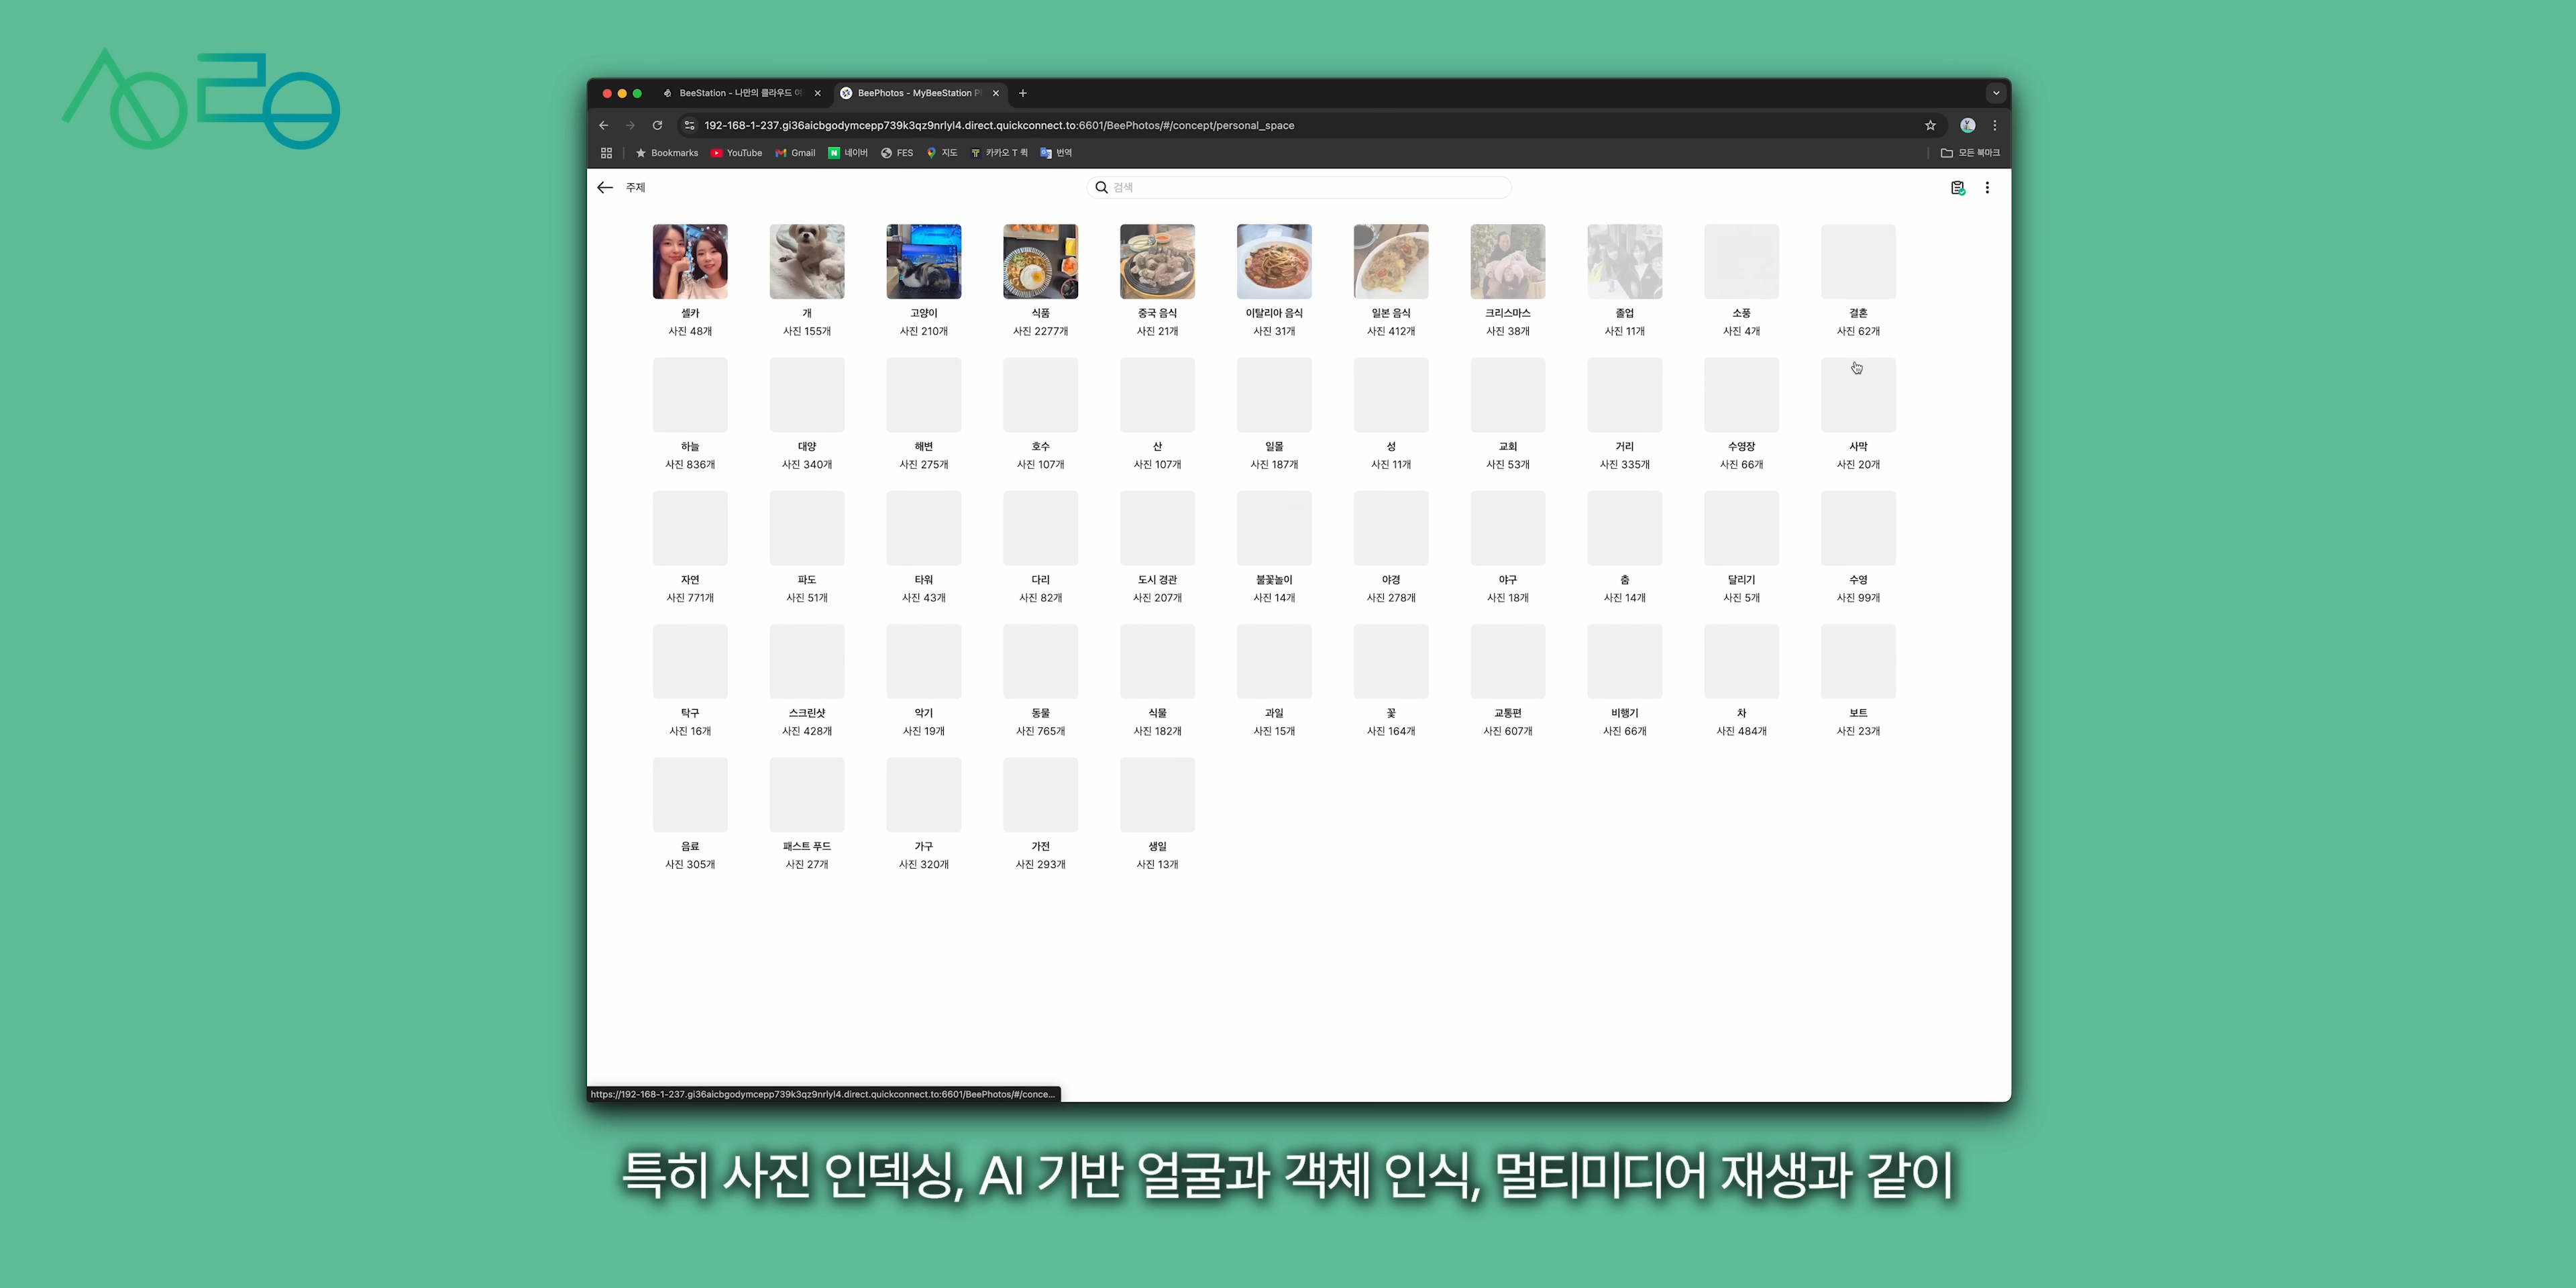 BeeStation - 나만의 클라우드 이
BeePhotos - MyBeeStation P
192-168-1-237.gi36aicbgodymcepp739k3qz9nrlyl4.direct.quickconnect.to:6601/BeePhotos/#/concept/personal_space
Bookmarks YouTube Gmail 네이버 FES 지도 카카오 T 퀵 번역 모든 북마크
주제 검색
셀카 개 고양이 식품 중국 음식 이탈리아 음식 일본 음식 크리스마스 졸업 소풍 결혼
사진 48개 사진 155개 사진 210개 사진 2277개 사진 21개 사진 31개 사진 412개 사진 38개 사진 11개 사진 4개 사진 62개
하늘 대양 해변 호수 산 일몰 성 교회 거리 수영장 사막
사진 836개 사진 340개 사진 275개 사진 107개 사진 107개 사진 187개 사진 11개 사진 53개 사진 335개 사진 66개 사진 20개
자연 파도 타워 다리 도시 경관 불꽃놀이 야경 야구 춤 달리기 수영
사진 771개 사진 51개 사진 43개 사진 82개 사진 207개 사진 14개 사진 278개 사진 18개 사진 14개 사진 5개 사진 99개
탁구 스크린샷 악기 동물 식물 과일 꽃 교통편 비행기 차 보트
사진 16개 사진 428개 사진 19개 사진 765개 사진 182개 사진 15개 사진 164개 사진 607개 사진 66개 사진 484개 사진 23개
음료 패스트 푸드 가구 가전 생일
사진 305개 사진 27개 사진 320개 사진 293개 사진 13개
https://192-168-1-237.gi36aicbgodymcepp739k3qz9nrlyl4.direct.quickconnect.to:6601/BeePhotos/#/conce...
특히 사진 인덱싱, AI 기반 얼굴과 객체 인식, 멀티미디어 재생과 같이